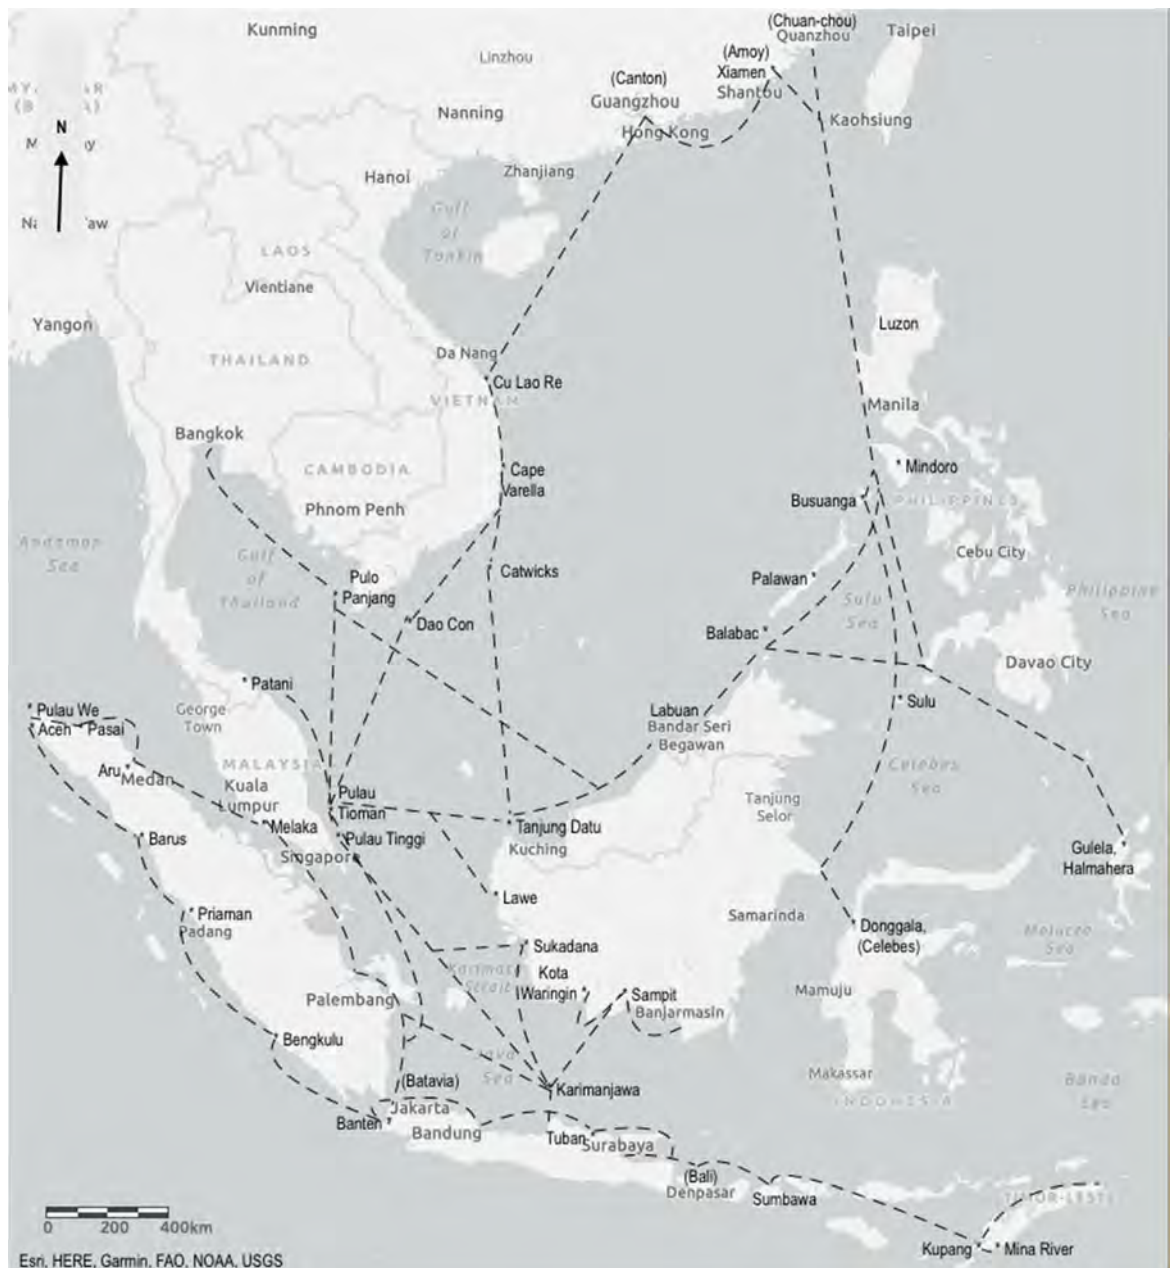 (Chuan-chou)
Quanzhou
Taipei
Kunming
Linzhou
(Amoy)
Xiamen
Shantou
(Canton)
Guangzhou
Nanning
Hong Kong
Kaohsiung
N
Zhanjiang
Hanoi
Gulf
of
Tonkin
LAOS
Vientiane
Yangon
Luzon
THAILAND
Da Nang
Cu Lao Re
VIETNAM
Manila
Bangkok
CAMBODIA
Cape
Varella
Mindoro
Busuanga
PHILIPPINES
Phnom Penh
Andaman
Sea
Gulf
of
Thailand
Cebu City
Pulo
Panjang
Catwicks
Palawan
Sulu
Sea
Philippine
Sea
Dao Con
Balabac
Davao City
Patani
Pulau We
George
Town
Labuan
Sulu
Aceh
Pasai
Bandar Seri
Begawan
Aru
Medan
MALAYSIA
Celebes
Sea
Kuala
Lumpur
Pulau
Tioman
Tanjung
Selor
Melaka
Pulau Tinggi
Tanjung Datu
Barus
Singapore
Kuching
Gulela,
Halmahera
Lawe
Priaman
Padang
Samarinda
Donggala,
(Celebes)
Molucca
Sea
Sukadana
Karimata
Strait
Kota
Waringin
Sampit
Banjarmasin
Mamuju
Palembang
Bengkulu
Java
Sea
(Batavia)
Karimanjawa
Makassar
Banda
Sea
Jakarta
INDONESIA
Banten
Bandung
Tuban
Surabaya
(Bali)
Denpasar
Sumbawa
TIMOR-LESTE
0 200 400km
Kupang
Mina River
Esri, HERE, Garmin, FAO, NOAA, USGS